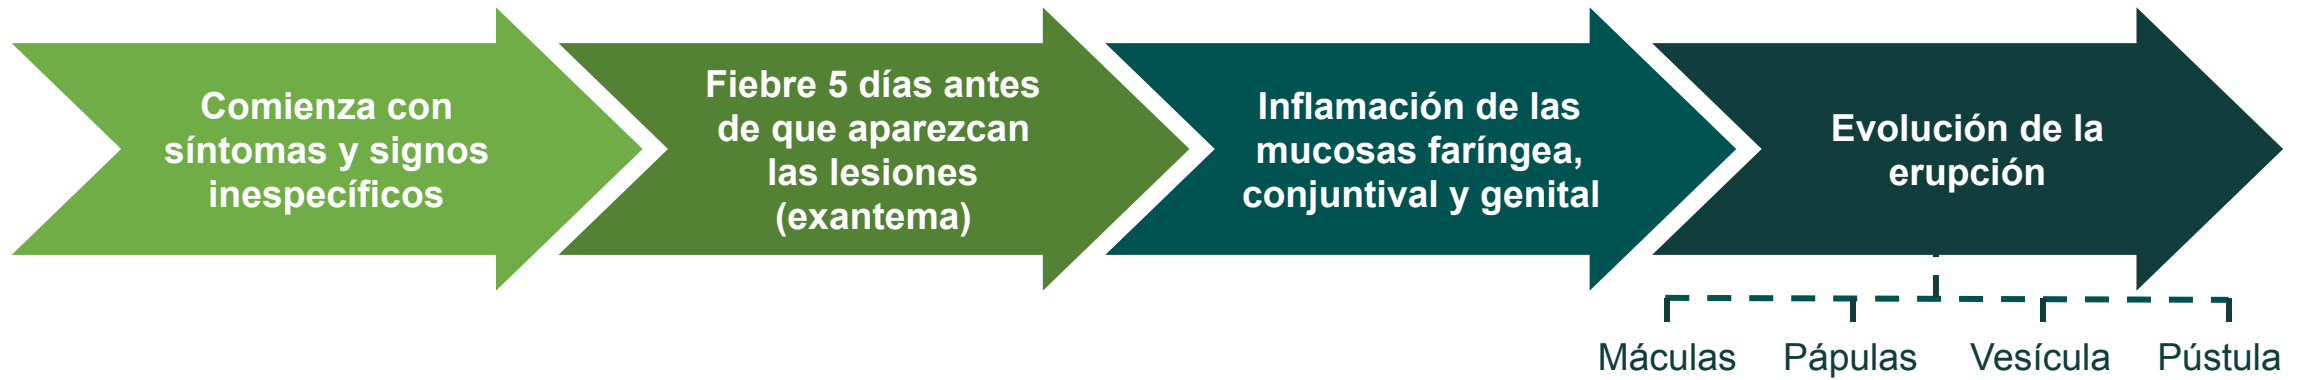 Comienza con
síntomas y signos
inespecíficos
Fiebre 5 días antes
de que aparezcan
las lesiones
(exantema)
Inflamación de las
mucosas faríngea,
conjuntival y genital
Evolución de la
erupción
Máculas
Pápulas
Vesícula
Pústula